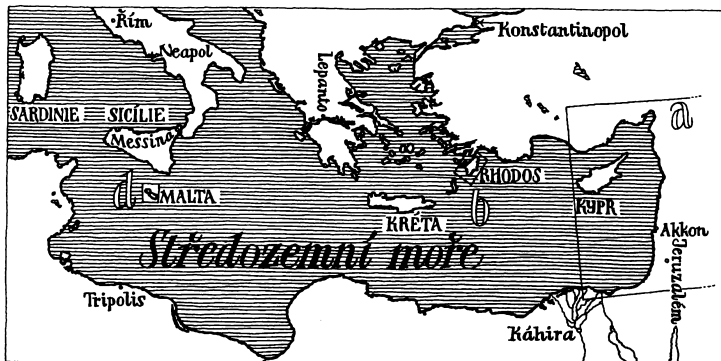 Řím
Konstantinopol
Neapol
Lepanto
SARDINIE
SICÍLIE
Messina
a
RHODOS
d
MALTA
b
KYPR
KRÉTA
Akkon
Středozemní moře
Jeruzalém
Tripolis
Káhira